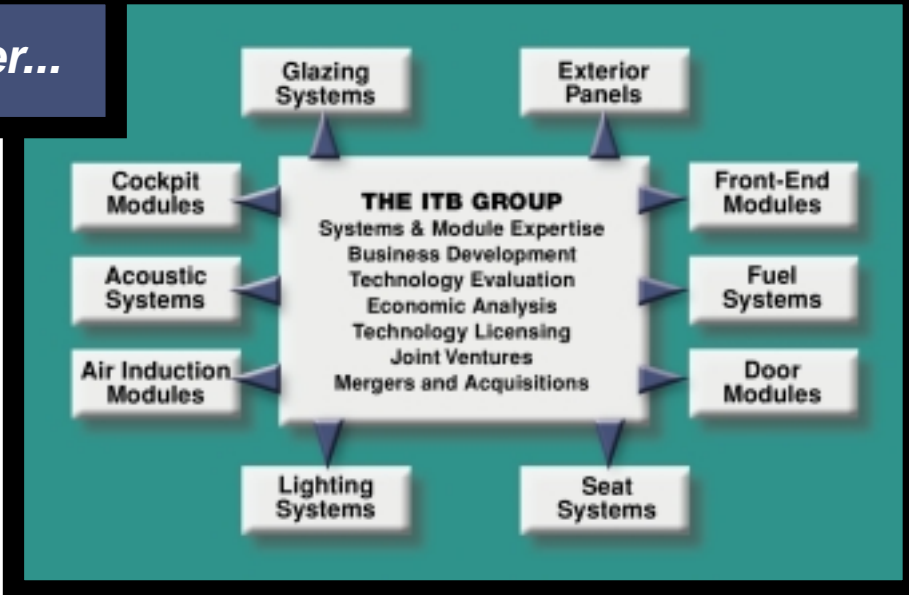 er...
Glazing
Systems
Exterior
Panels
Cockpit
Modules
Acoustic
Systems
Air Induction
Modules
THE ITB GROUP
Systems & Module Expertise
Business Development
Technology Evaluation
Economic Analysis
Technology Licensing
Joint Ventures
Mergers and Acquisitions
Front-End
Modules
Fuel
Systems
Door
Modules
Lighting
Systems
Seat
Systems